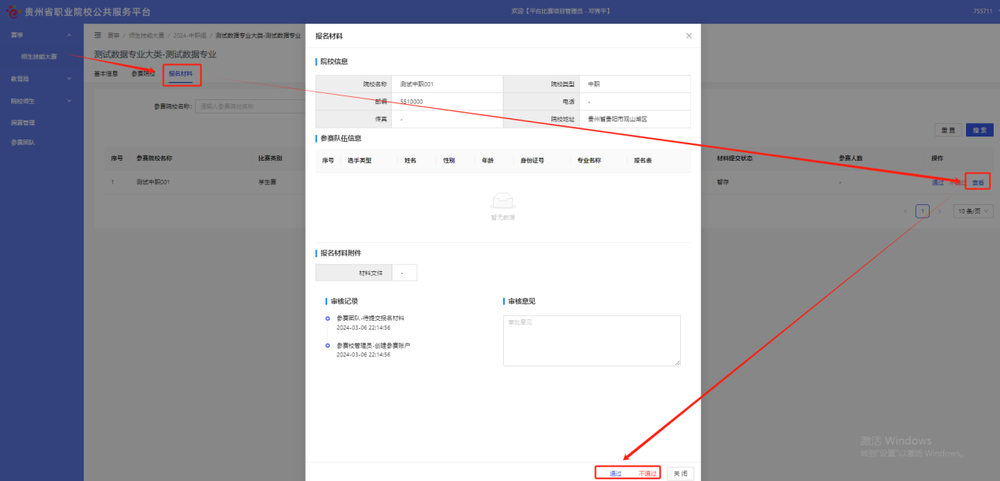 贵州省职业院校公共服务平台
欢迎【平台比赛项目管理员 - 邓秀平】
755711
赛事
师生技能大赛
教育局
院校师生
国赛管理
参赛团队
赛事 / 师生技能大赛 / 2024-中职组 / 测试数据专业大类-测试数据专业
测试数据专业大类-测试数据专业
基本信息 参赛院校 报名材料
参赛院校名称: 请输入参赛院校名称
重 置 搜 索
序号 参赛院校名称 比赛类别 材料提交状态 参赛人数 操作
1 测试中职001 学生赛 暂存 - 通过 不通过 查看
1 10 条/页
报名材料
院校信息
院校名称 测试中职001 院校类型 中职
邮编 5510000 电话 -
传真 - 院校地址 贵州省贵阳市观山湖区
参赛队伍信息
序号 选手类型 姓名 性别 年龄 身份证号 专业名称 报名表
暂无数据
报名材料附件
材料文件 -
审核记录 审核意见
参赛团队-待提交报名材料
2024-03-06 22:14:56
参赛校管理员-创建参赛账户
2024-03-06 22:14:56
审批意见
通过 不通过 关 闭
激活 Windows
转到"设置"以激活 Windows。